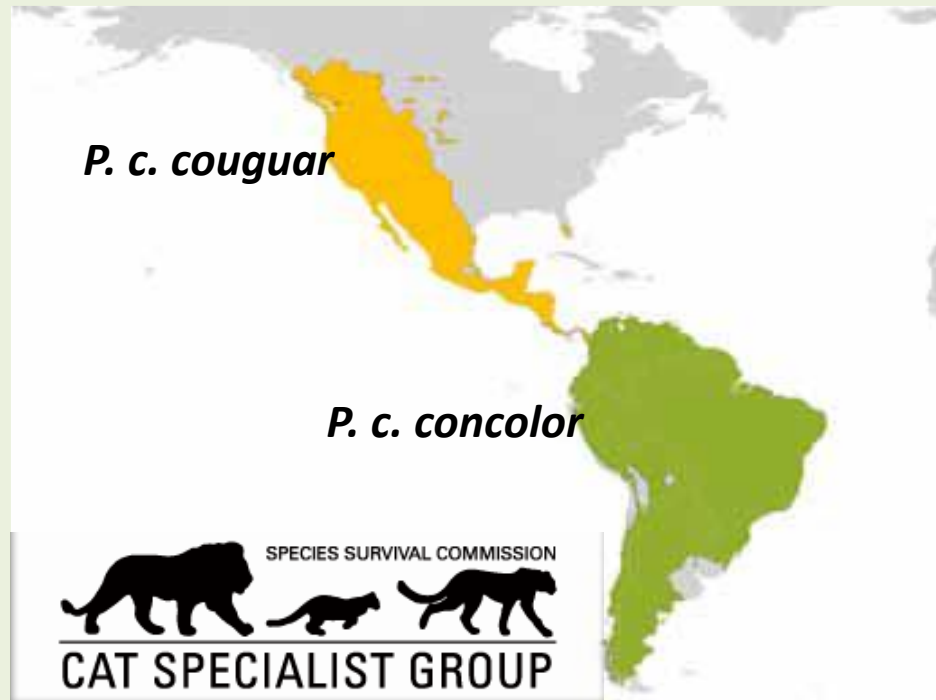 P. c. couguar
P. c. concolor
SPECIES SURVIVAL COMMISSION
CAT SPECIALIST GROUP